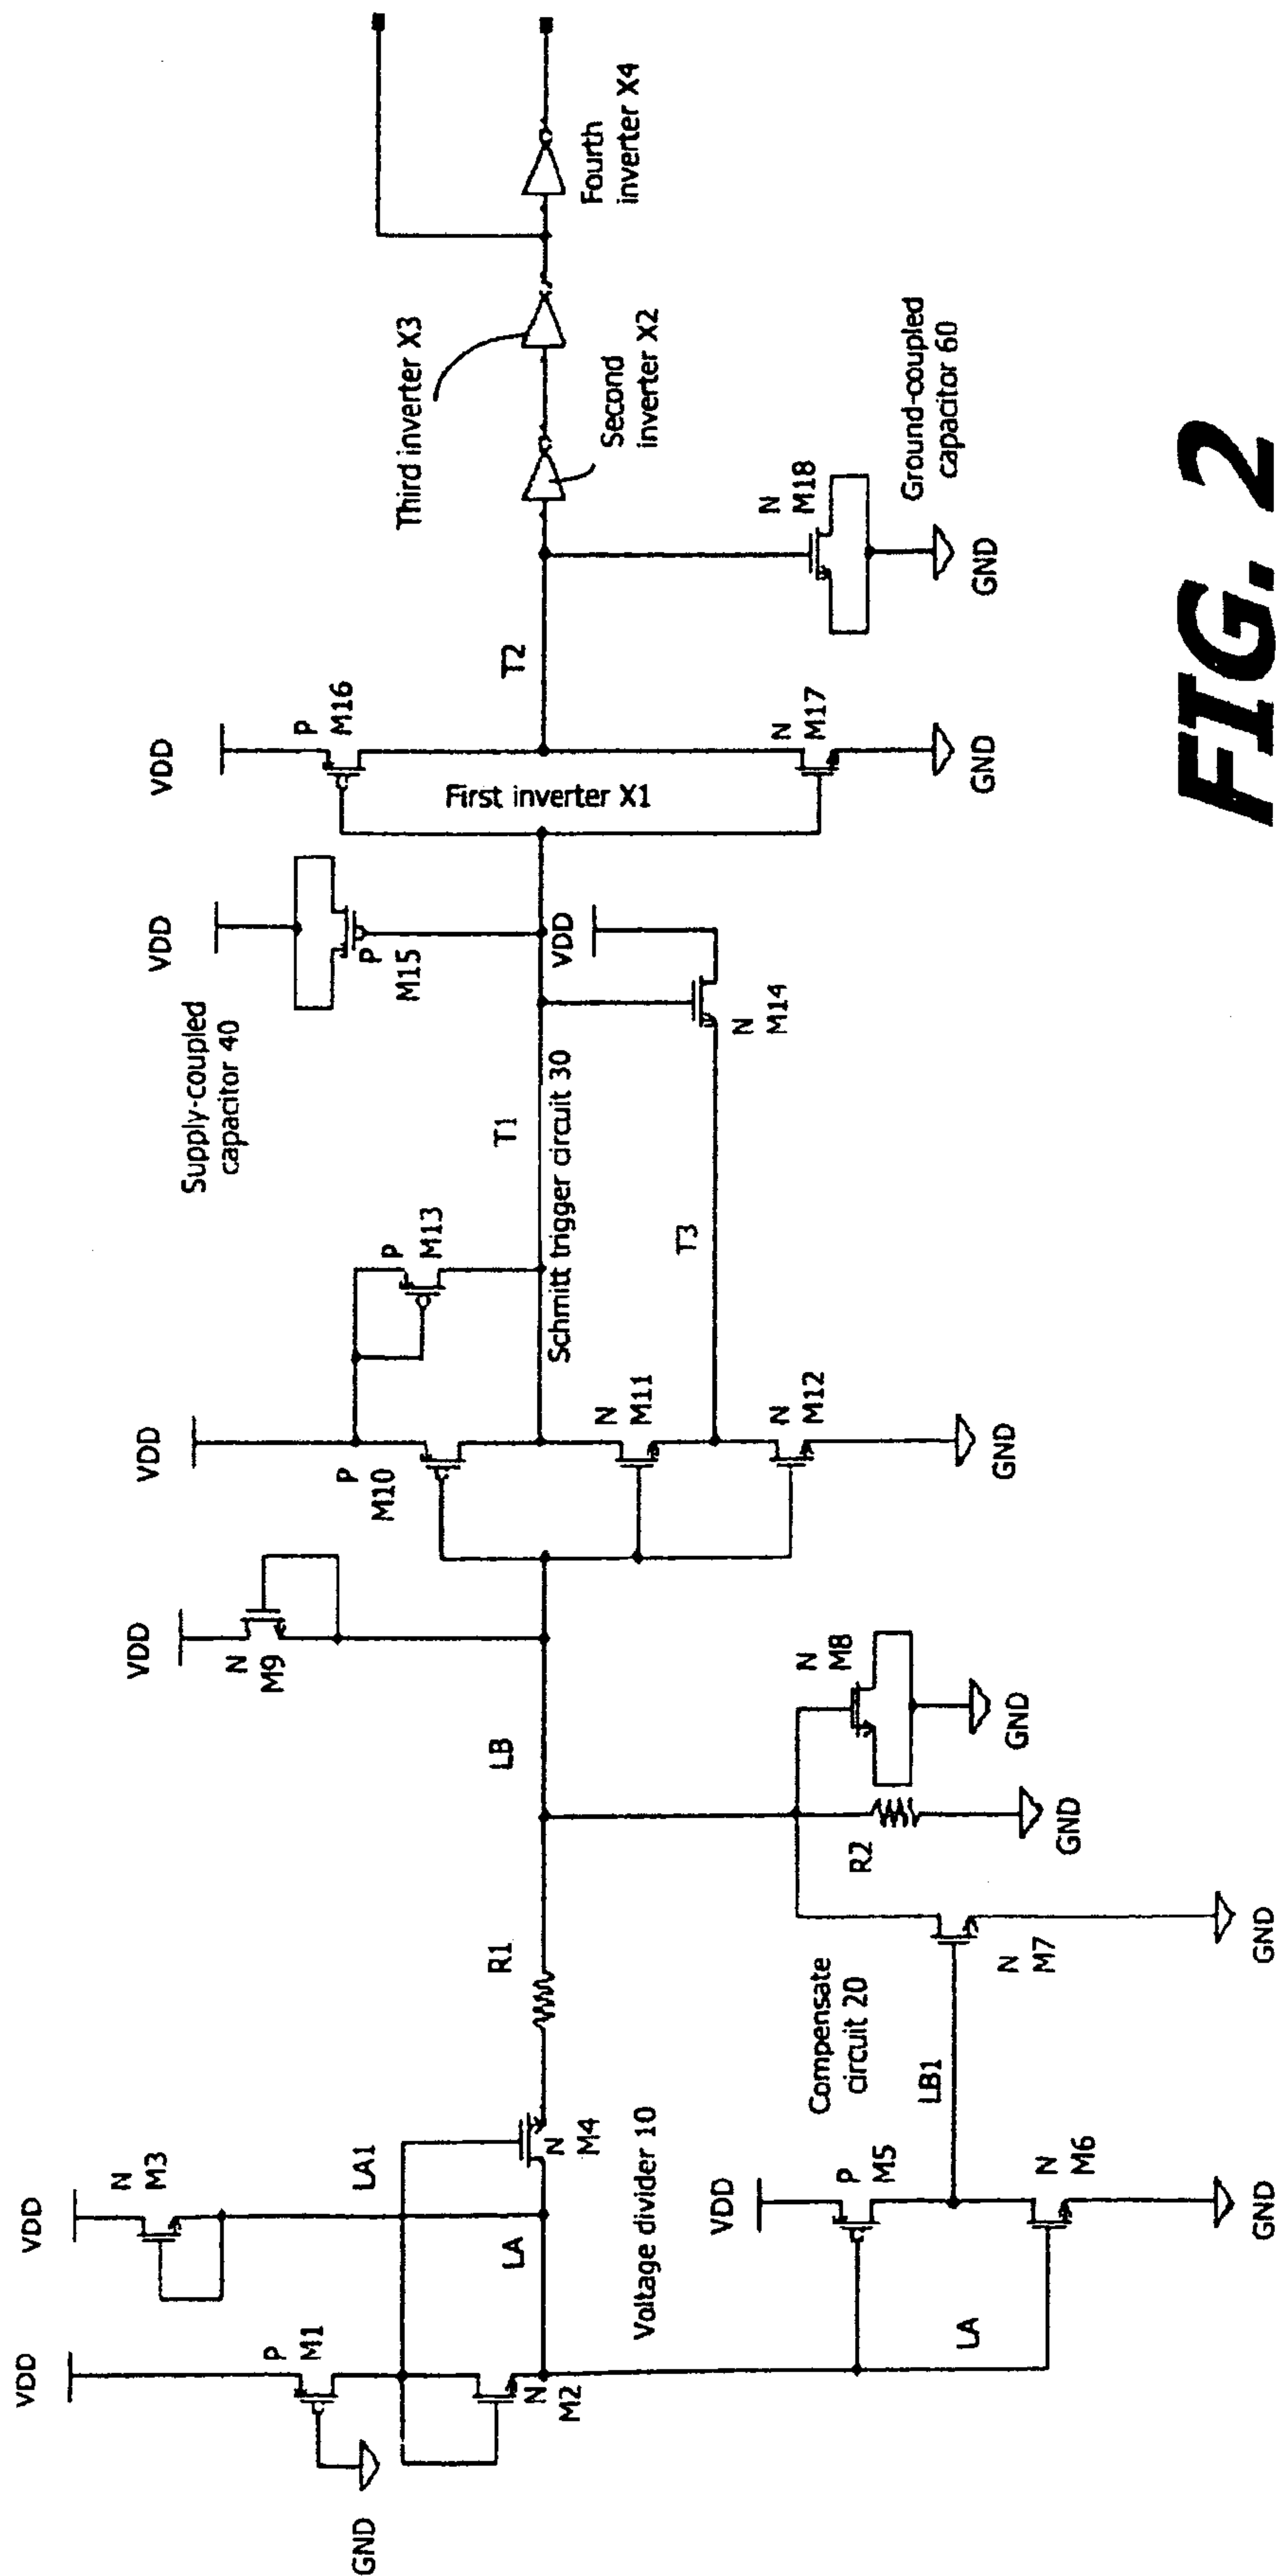 VDD
P
M1
GND
N
M2
VDD
N
M3
LA1
LA
N
M4
R1
Voltage divider 10
LA
VDD
P
M5
N
M6
GND
LB1
Compensate
circuit 20
N
M7
GND
R2
GND
N
M8
GND
LB
VDD
N
M9
VDD
P
M10
N
M11
N
M12
GND
P
M13
T1
Schmitt trigger circuit 30
T3
Supply-coupled
capacitor 40
VDD
P
M15
VDD
N
M14
VDD
P
M16
First inverter X1
N
M17
GND
T2
N
M18
GND
Ground-coupled
capacitor 60
Third inverter X3
Second
inverter X2
Fourth
inverter X4
FIG. 2